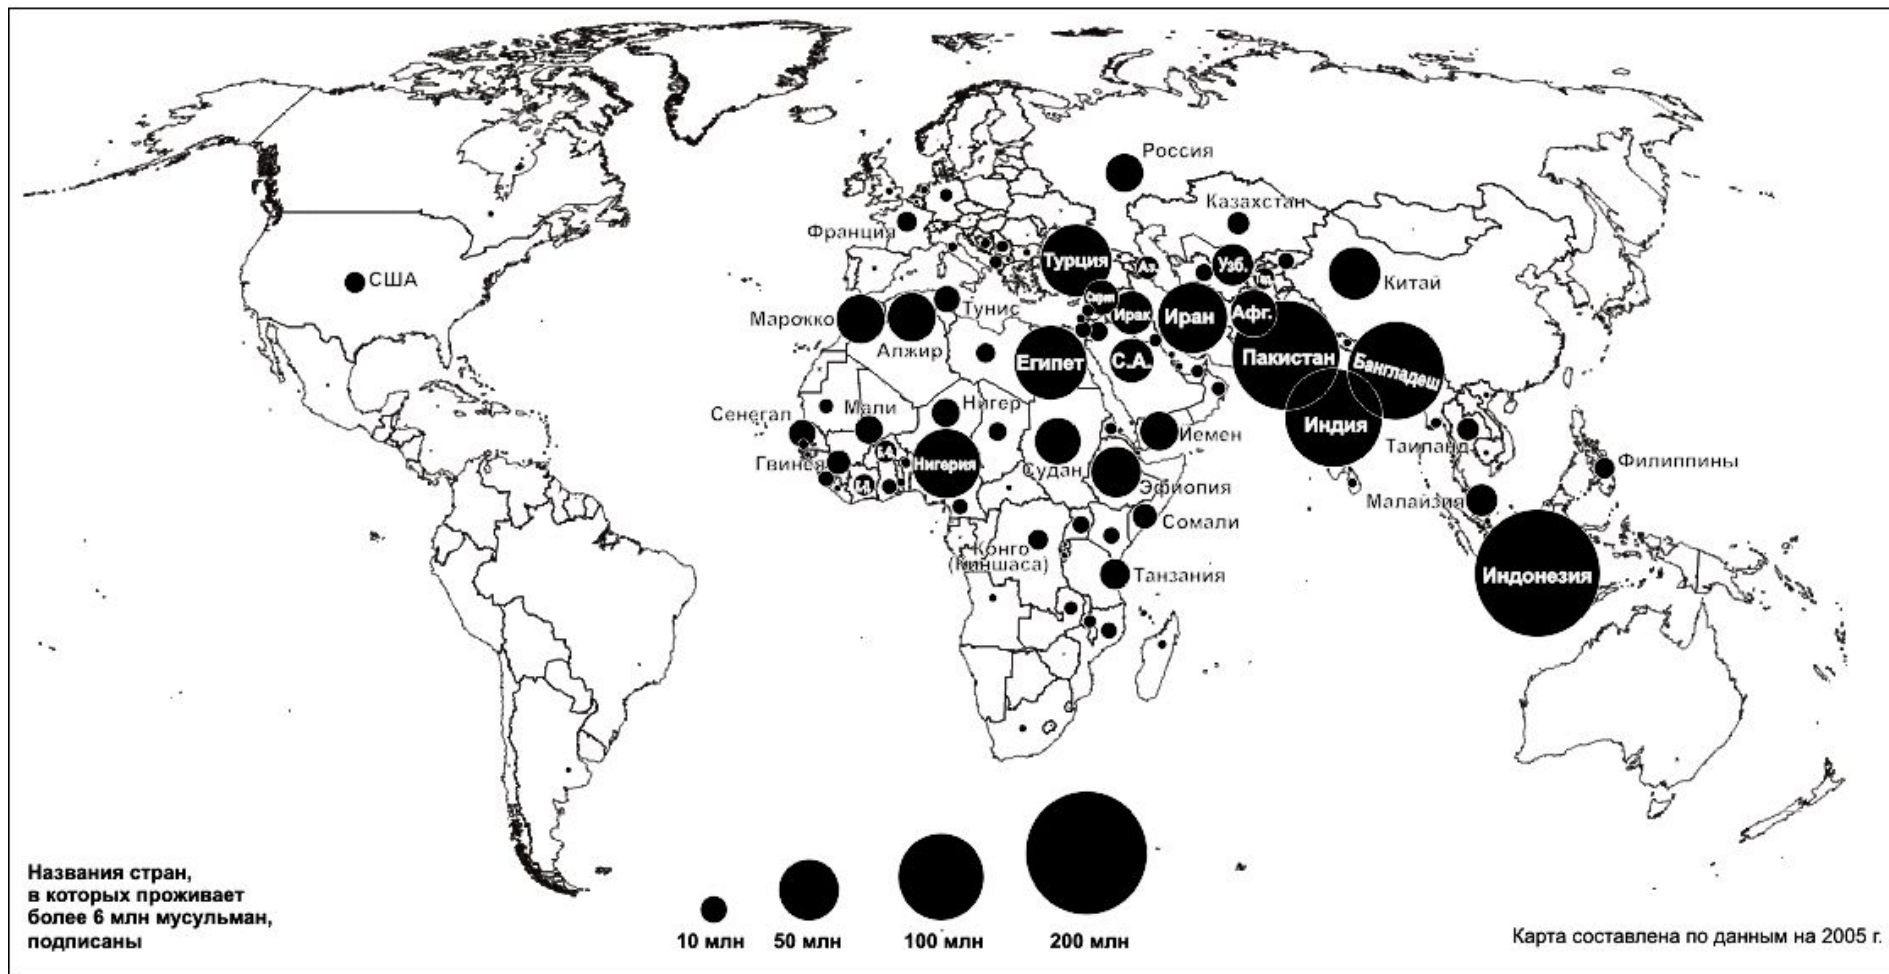 Россия
Казахстан
Франция
США
Турция
Аз.
Узб.
Китай
Сирия
Тунис
Марокко
Алжир
Ирак
Иран
Афг.
Египет
С.А.
Пакистан
Бангладеш
Индия
Сенегал
Мали
Нигер
Гвинея
Нигерия
Судан
Йемен
Эфиопия
Таиланд
Филиппины
Малайзия
Сомали
Конго
(Киншаса)
Танзания
Индонезия
Названия стран,
в которых проживает
более 6 млн мусульман,
подписаны
10 млн
50 млн
100 млн
200 млн
Карта составлена по данным на 2005 г.